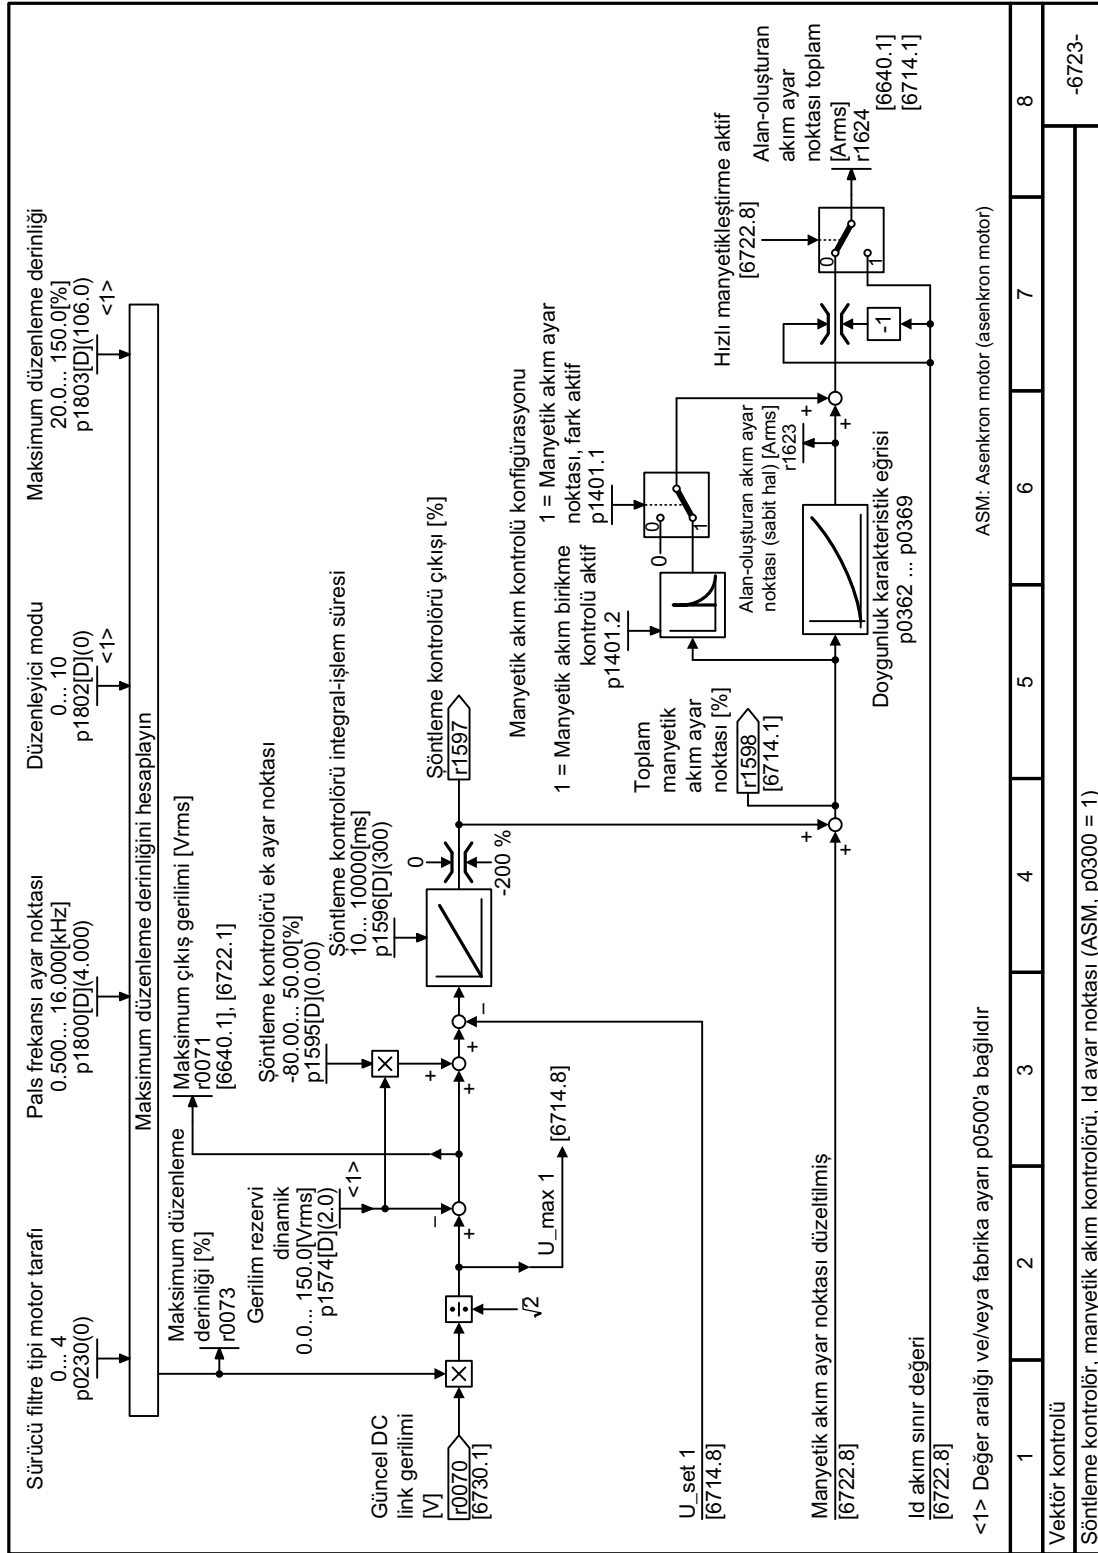 Sürücü filtre tipi motor tarafı
0... 4
p0230(0)
Pals frekansı ayar noktası
0.500... 16.000[kHz]
p1800[D](4.000)
Düzenleyici modu
0... 10
p1802[D](0)
<1>
Maksimum düzenleme derinliği
20.0... 150.0[%]
p1803[D](106.0)
<1>
Maksimum düzenleme deriniğini hesaplayın
Maksimum düzenleme
derinliği [%]
r0073
Maksimum çıkış gerilimi [Vrms]
r0071
[6640.1], [6722.1]
Gerilim rezervi
dinamik
0.0... 150.0[Vrms]
p1574[D](2.0)
<1>
Şöntleme kontrolörü ek ayar noktası
-80.00... 50.00[%]
p1595[D](0.00)
Şöntleme kontrolörü integral-işlem süresi
10... 10000[ms]
p1596[D](300)
Şöntleme kontrolörü çıkışı [%]
r1597
0
-200 %
Güncel DC
link gerilimi
[V]
r0070
[6730.1]
× ÷ √2
+ –
×
+ +
+ –
U_max 1
[6714.8]
U_set 1
[6714.8]
Manyetik akım kontrolü konfigürasyonu
1 = Manyetik akım birikme
kontrolü aktif
p1401.2
1 = Manyetik akım ayar
noktası, fark aktif
p1401.1
0 0
1
Toplam
manyetik
akım ayar
noktası [%]
r1598
[6714.1]
Alan-oluşturan akım ayar
noktası (sabit hal) [Arms]
r1623
Hızlı manyetikleştirme aktif
[6722.8]
Alan-oluşturan
akım ayar
noktası toplam
[Arms]
r1624
[6640.1]
[6714.1]
0
1
-1
+ +
+ +
Doygunluk karakteristik eğrisi
p0362 ... p0369
Manyetik akım ayar noktası düzeltilmiş
[6722.8]
Id akım sınır değeri
[6722.8]
<1> Değer aralığı ve/veya fabrika ayarı p0500'a bağlıdır
ASM: Asenkron motor (asenkron motor)
1 2 3 4 5 6 7 8
Vektör kontrolü
-6723-
Söntleme kontrolör, manyetik akım kontrolörü, Id ayar noktası (ASM, p0300 = 1)